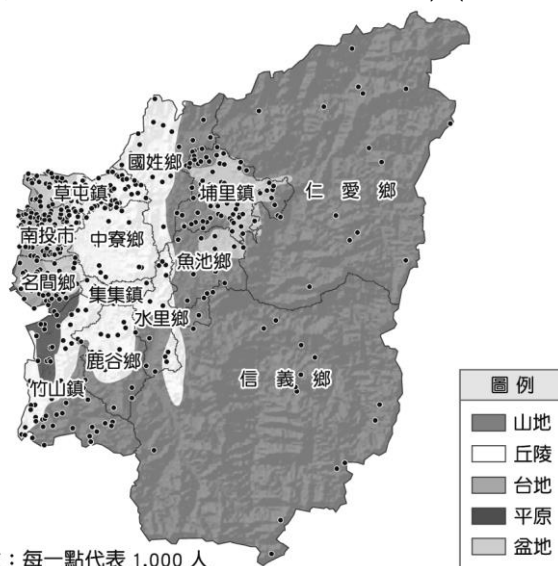 國姓鄉
草屯鎮
埔里鎮
仁愛鄉
南投市
中寮鄉
魚池鄉
名間鄉
集集鎮
水里鄉
鹿谷鄉
信義鄉
竹山鎮
圖例
山地
丘陵
台地
平原
盆地
：每一點代表 1,000 人